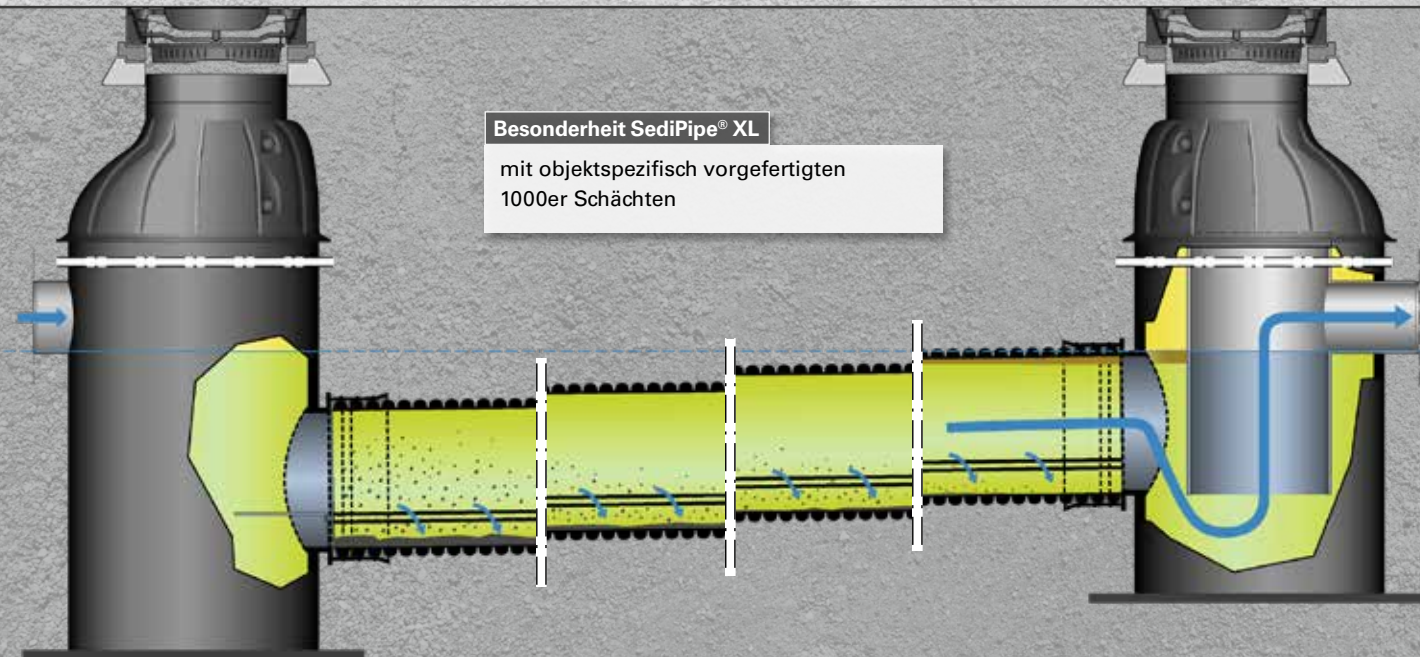 Besonderheit SediPipe® XL
mit objektspezifisch vorgefertigten
1000er Schächten